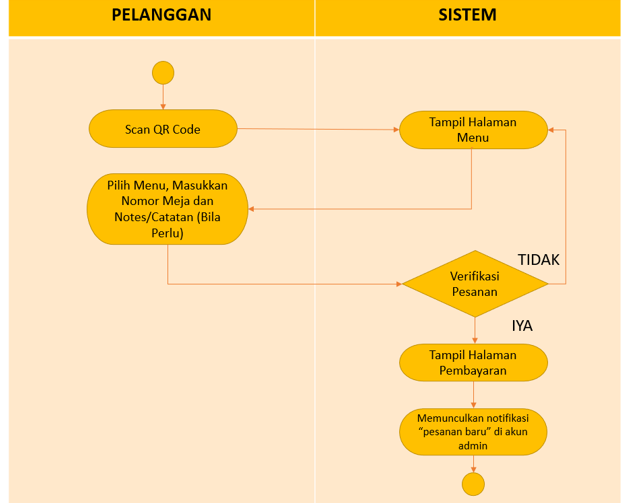 PELANGGAN
SISTEM
Scan QR Code
Tampil Halaman
Menu
Pilih Menu, Masukkan
Nomor Meja dan
Notes/Catatan (Bila
Perlu)
TIDAK
Verifikasi
Pesanan
IYA
Tampil Halaman
Pembayaran
Memunculkan notifikasi
“pesanan baru” di akun
admin